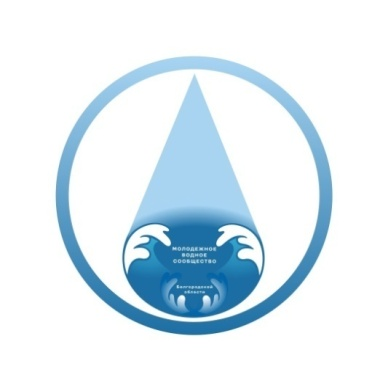 МОЛОДЕЖНОЕ
ВОДНОЕ
СООБЩЕСТВО
Белгородской
области